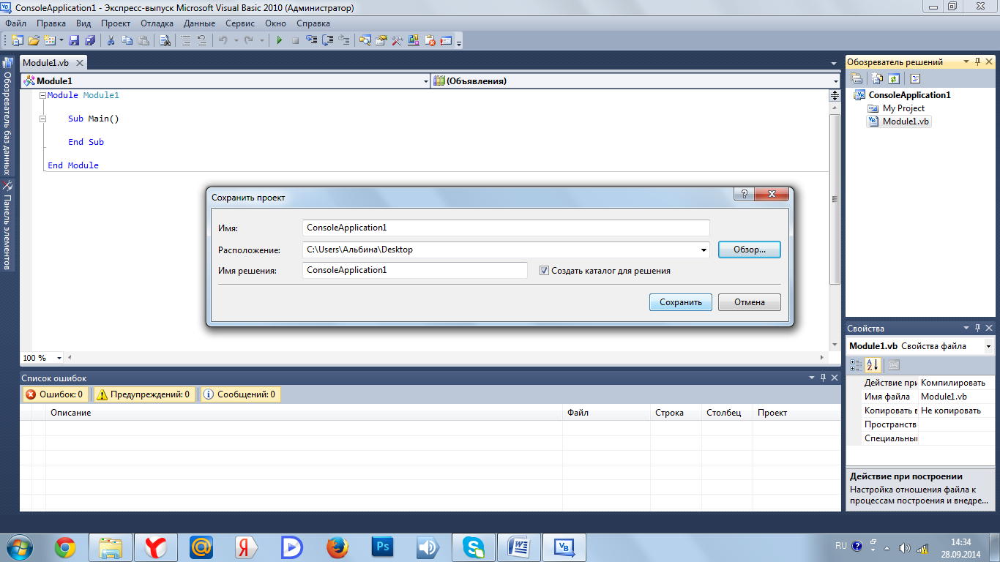 ConsoleApplication1 - Экспресс-выпуск Microsoft Visual Basic 2010 (Администратор)
Файл Правка Вид Проект Отладка Данные Сервис Окно Справка
Обозреватель баз данных
Панель элементов
Module1.vb
Module1
(Объявления)
Module Module1
Sub Main()
End Sub
End Module
Сохранить проект
Имя: ConsoleApplication1
Расположение: C:\Users\Альбина\Desktop Обзор...
Имя решения: ConsoleApplication1 Создать каталог для решения
Сохранить Отмена
100 %
Список ошибок
Ошибок: 0 Предупреждений: 0 Сообщений: 0
Описание Файл Строка Столбец Проект
Обозреватель решений
ConsoleApplication1
My Project
Module1.vb
Свойства
Module1.vb Свойства файла
Действие при Компилировать
Имя файла Module1.vb
Копировать в Не копировать
Пространств
Специальны
Действие при построении
Настройка отношения файла к
процессам построения и внедре...
Ps
VB
RU
14:34
28.09.2014